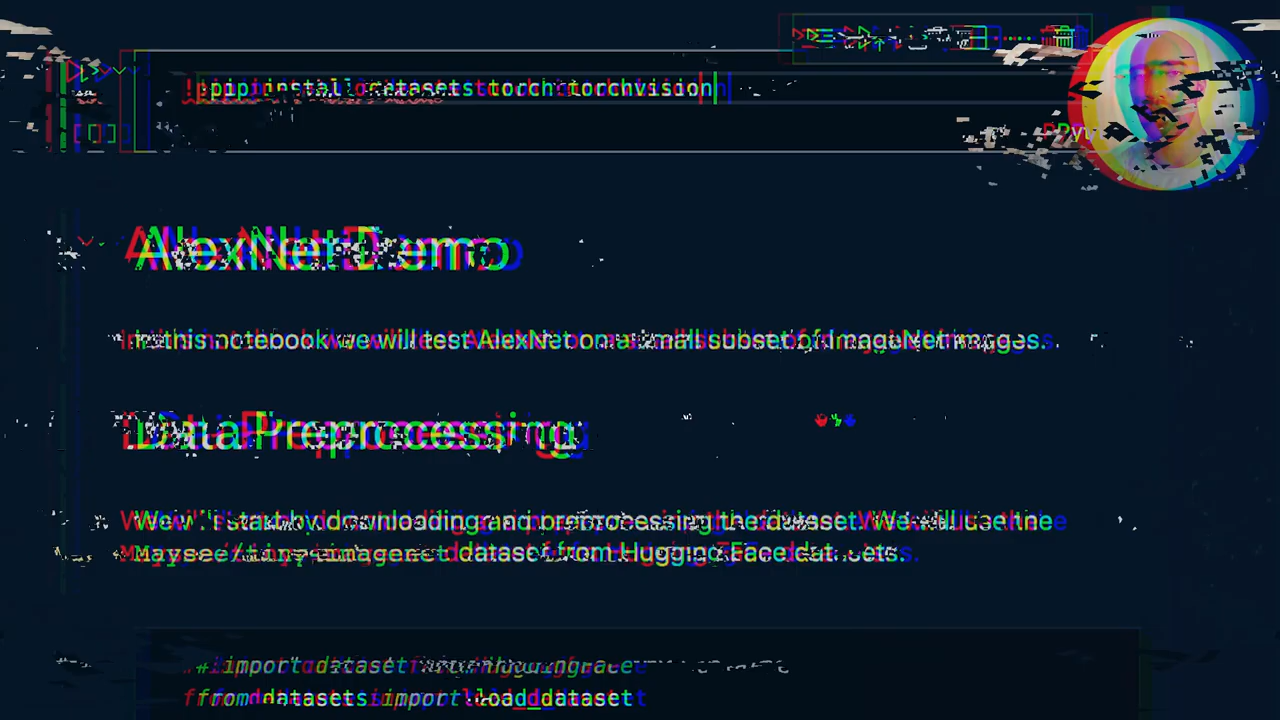 !pip install datasets torch torchvision
[ ]
AlexNet Demo
In this notebook we will test AlexNet on a small subset of ImageNet images.
Data Preprocessing
start by downloading and preprocessing the dataset. We will use the
dataset from Hugging Face datasets.
# import dataset from huggingface
from datasets import load_dataset